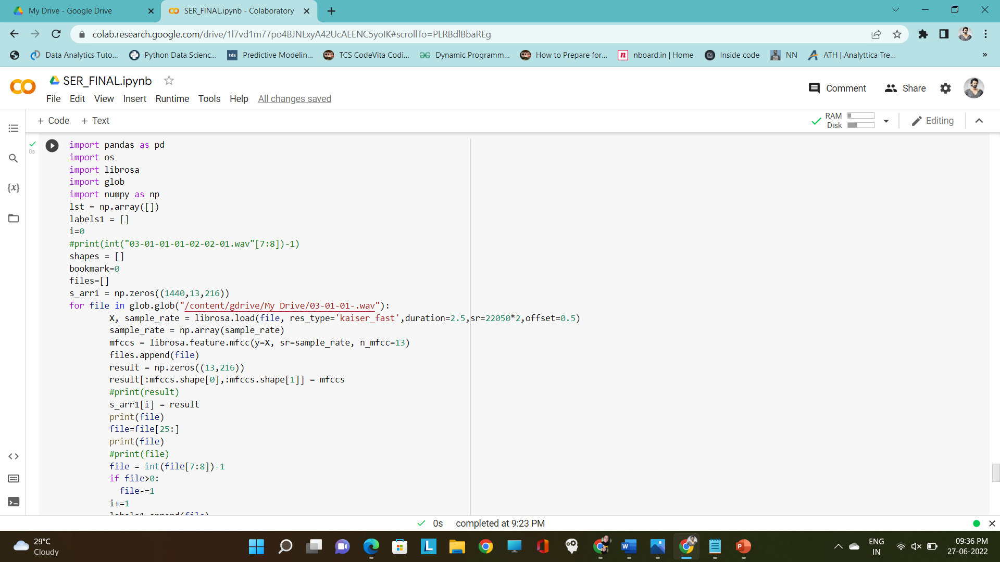 My Drive - Google Drive
SER_FINAL.ipynb - Colaboratory
colab.research.google.com/drive/1l7vd1m77po4BJNLxyA42UcAEENC5yoIK#scrollTo=PLRBdlBbaREg
Data Analytics Tuto...
Python Data Scienc...
tds Predictive Modelin...
TCS CodeVita Codi...
Dynamic Programm...
How to Prepare for...
n nboard.in | Home
Inside code
NN
ATH | Analyttica Tre...
»
SER_FINAL.ipynb
File Edit View Insert Runtime Tools Help All changes saved
Comment
Share
+ Code + Text
RAM
Disk
Editing
{x}
0s
import pandas as pd
import os
import librosa
import glob
import numpy as np
lst = np.array([])
labels1 = []
i=0
#print(int("03-01-01-01-02-02-01.wav"[7:8])-1)
shapes = []
bookmark=0
files=[]
s_arr1 = np.zeros((1440,13,216))
for file in glob.glob("/content/gdrive/My Drive/03-01-01-.wav"):
X, sample_rate = librosa.load(file, res_type='kaiser_fast',duration=2.5,sr=22050*2,offset=0.5)
sample_rate = np.array(sample_rate)
mfccs = librosa.feature.mfcc(y=X, sr=sample_rate, n_mfcc=13)
files.append(file)
result = np.zeros((13,216))
result[:mfccs.shape[0],:mfccs.shape[1]] = mfccs
#print(result)
s_arr1[i] = result
print(file)
file=file[25:]
print(file)
#print(file)
file = int(file[7:8])-1
if file>0:
file-=1
i+=1
labels1.append(file)
0s completed at 9:23 PM
29°C
Cloudy
ENG
IN
09:36 PM
27-06-2022